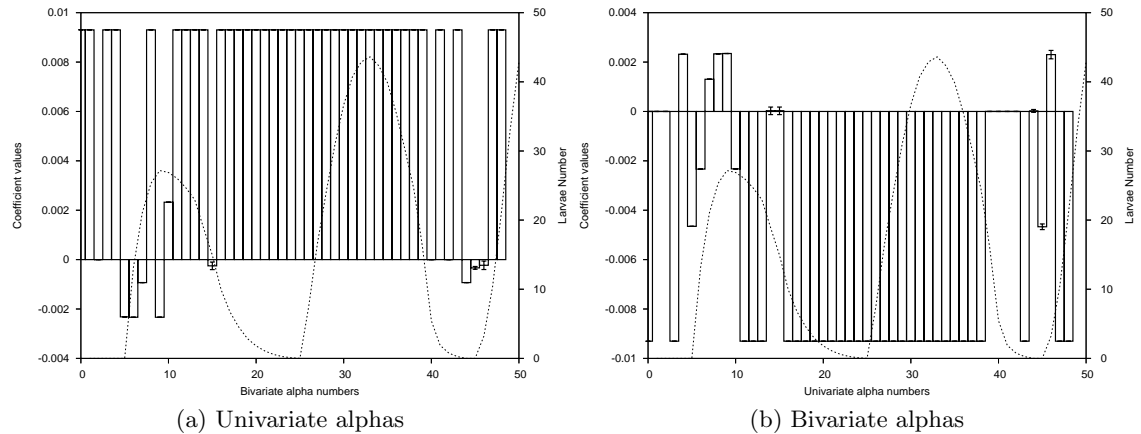 0.01
0.008
0.006
0.004
0.002
0
-0.002
-0.004
Coefficient values
0 10 20 30 40 50
Bivariate alpha numbers
50
40
30
20
10
0
Larvae Number
(a) Univariate alphas
0.004
0.002
0
-0.002
-0.004
-0.006
-0.008
-0.01
Coefficient values
0 10 20 30 40 50
Univariate alpha numbers
50
40
30
20
10
0
Larvae Number
(b) Bivariate alphas